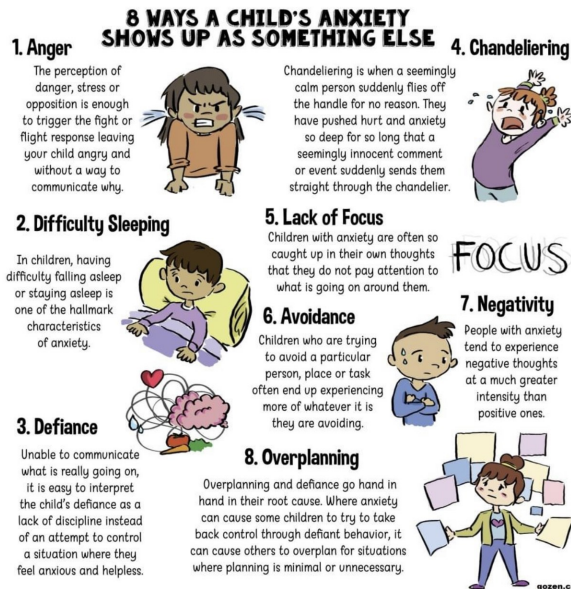 8 WAYS A CHILD'S ANXIETY
SHOWS UP AS SOMETHING ELSE
1. Anger
The perception of
danger, stress or
opposition is enough
to trigger the fight or
flight response leaving
your child angry and
without a way to
communicate why.
2. Difficulty Sleeping
In children, having
difficulty falling asleep
or staying asleep is
one of the hallmark
characteristics
of anxiety.
3. Defiance
Unable to communicate
what is really going on,
it is easy to interpret
the child's defiance as a
lack of discipline instead
of an attempt to control
a situation where they
feel anxious and helpless.
4. Chandeliering
Chandeliering is when a seemingly
calm person suddenly flies off
the handle for no reason. They
have pushed hurt and anxiety
so deep for so long that a
seemingly innocent comment
or event suddenly sends them
straight through the chandelier.
5. Lack of Focus
Children with anxiety are often so
caught up in their own thoughts
that they do not pay attention to
what is going on around them.
FOCUS
6. Avoidance
Children who are trying
to avoid a particular
person, place or task
often end up experiencing
more of whatever it is
they are avoiding.
7. Negativity
People with anxiety
tend to experience
negative thoughts
at a much greater
intensity than
positive ones.
8. Overplanning
Overplanning and defiance go hand in
hand in their root cause. Where anxiety
can cause some children to try to take
back control through defiant behavior, it
can cause others to overplan for situations
where planning is minimal or unnecessary.
gozen.c